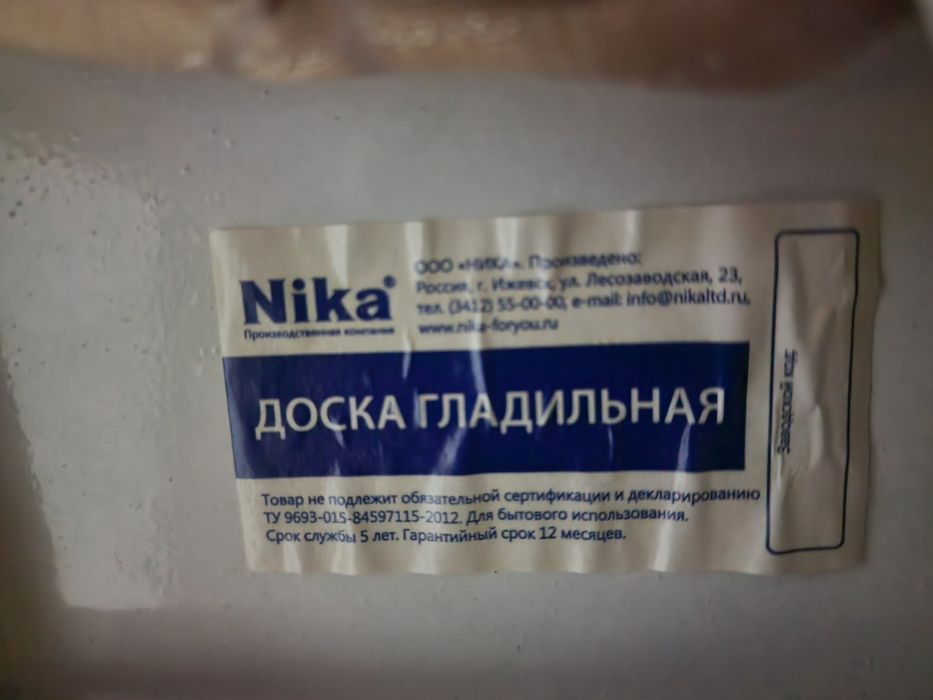 Nika®
Производственная компания
ООО «НИКА». Произведено:
Россия, г. Ижевск, ул. Лесозаводская, 23,
тел. (3412) 55-00-00, e-mail: info@nikaltd.ru,
www.nika-foryou.ru
ДОСКА ГЛАДИЛЬНАЯ
Товар не подлежит обязательной сертификации и декларированию
ТУ 9693-015-84597115-2012. Для бытового использования.
Срок службы 5 лет. Гарантийный срок 12 месяцев.
Заводской код: